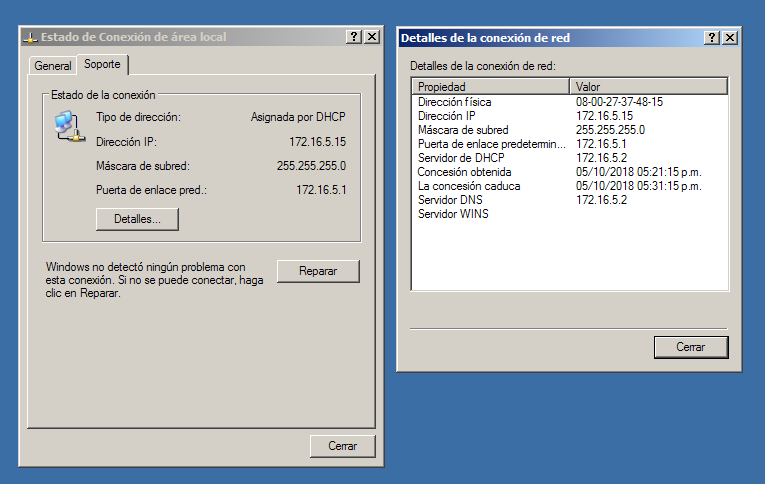 Estado de Conexión de área local
General
Soporte
Estado de la conexión
Tipo de dirección: Asignada por DHCP
Dirección IP: 172.16.5.15
Máscara de subred: 255.255.255.0
Puerta de enlace pred.: 172.16.5.1
Detalles...
Windows no detectó ningún problema con
esta conexión. Si no se puede conectar, haga
clic en Reparar.
Reparar
Cerrar
Detalles de la conexión de red
Detalles de la conexión de red:
Propiedad Valor
Dirección física 08-00-27-37-48-15
Dirección IP 172.16.5.15
Máscara de subred 255.255.255.0
Puerta de enlace predetermin... 172.16.5.1
Servidor de DHCP 172.16.5.2
Concesión obtenida 05/10/2018 05:21:15 p.m.
La concesión caduca 05/10/2018 05:31:15 p.m.
Servidor DNS 172.16.5.2
Servidor WINS
Cerrar